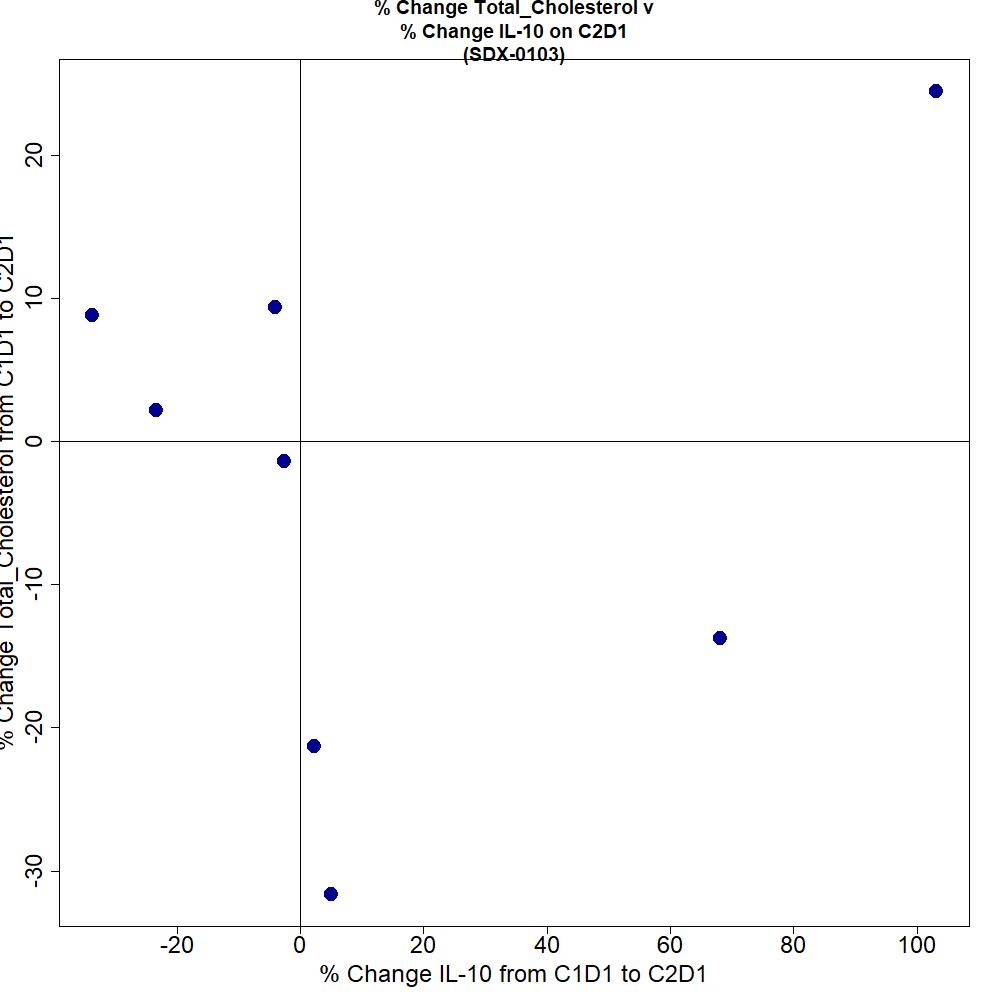 % Change Total_Cholesterol v
% Change IL-10 on C2D1
(SDX-0103)
% Change Total_Cholesterol from C1D1 to C2D1
20
10
0
-10
-20
-30
-20
0
20
40
60
80
100
% Change IL-10 from C1D1 to C2D1